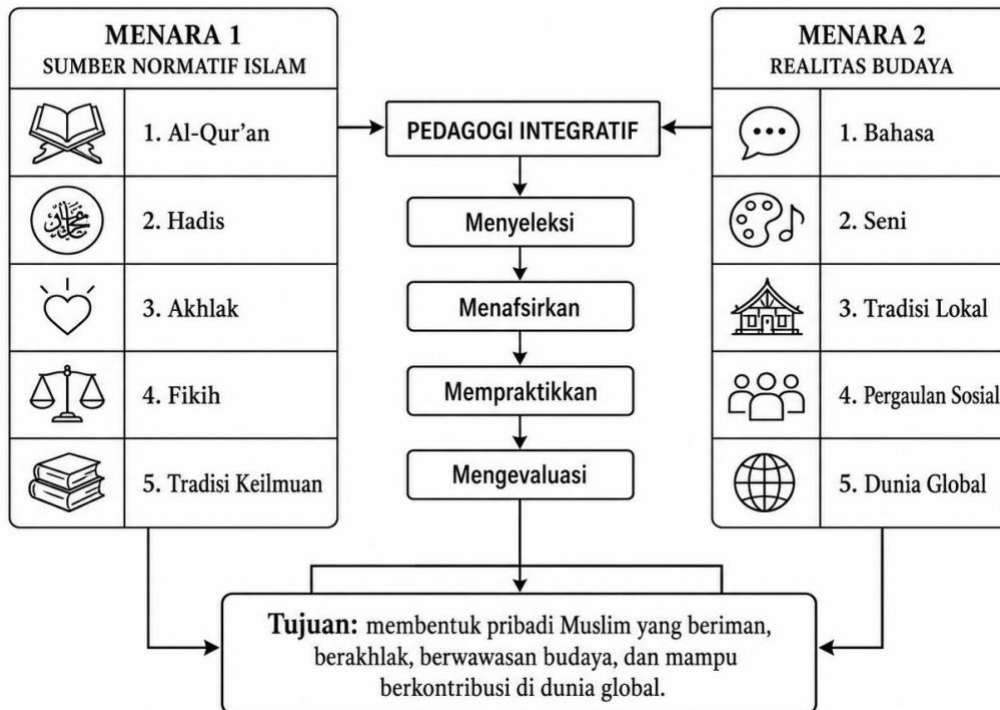 MENARA 1
SUMBER NORMATIF ISLAM
1. Al-Qur’an
2. Hadis
3. Akhlak
4. Fikih
5. Tradisi Keilmuan
PEDAGOGI INTEGRATIF
Menyeleksi
Menafsirkan
Mempraktikkan
Mengevaluasi
MENARA 2
REALITAS BUDAYA
1. Bahasa
2. Seni
3. Tradisi Lokal
4. Pergaulan Sosial
5. Dunia Global
Tujuan: membentuk pribadi Muslim yang beriman,
berakhlak, berwawasan budaya, dan mampu
berkontribusi di dunia global.